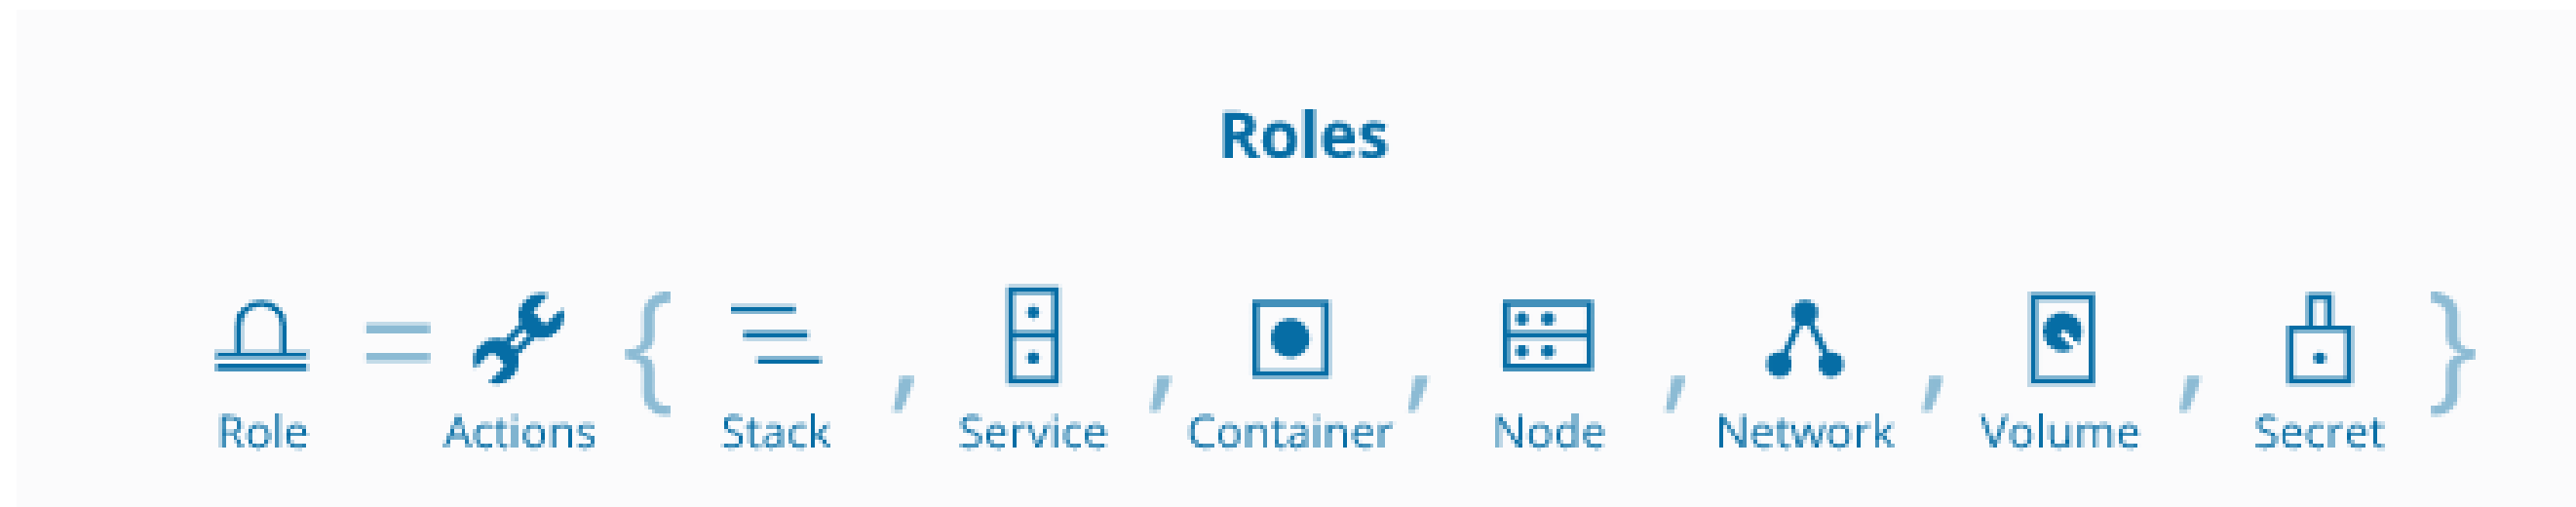 Roles
= { , , , , , , }
Role Actions Stack Service Container Node Network Volume Secret